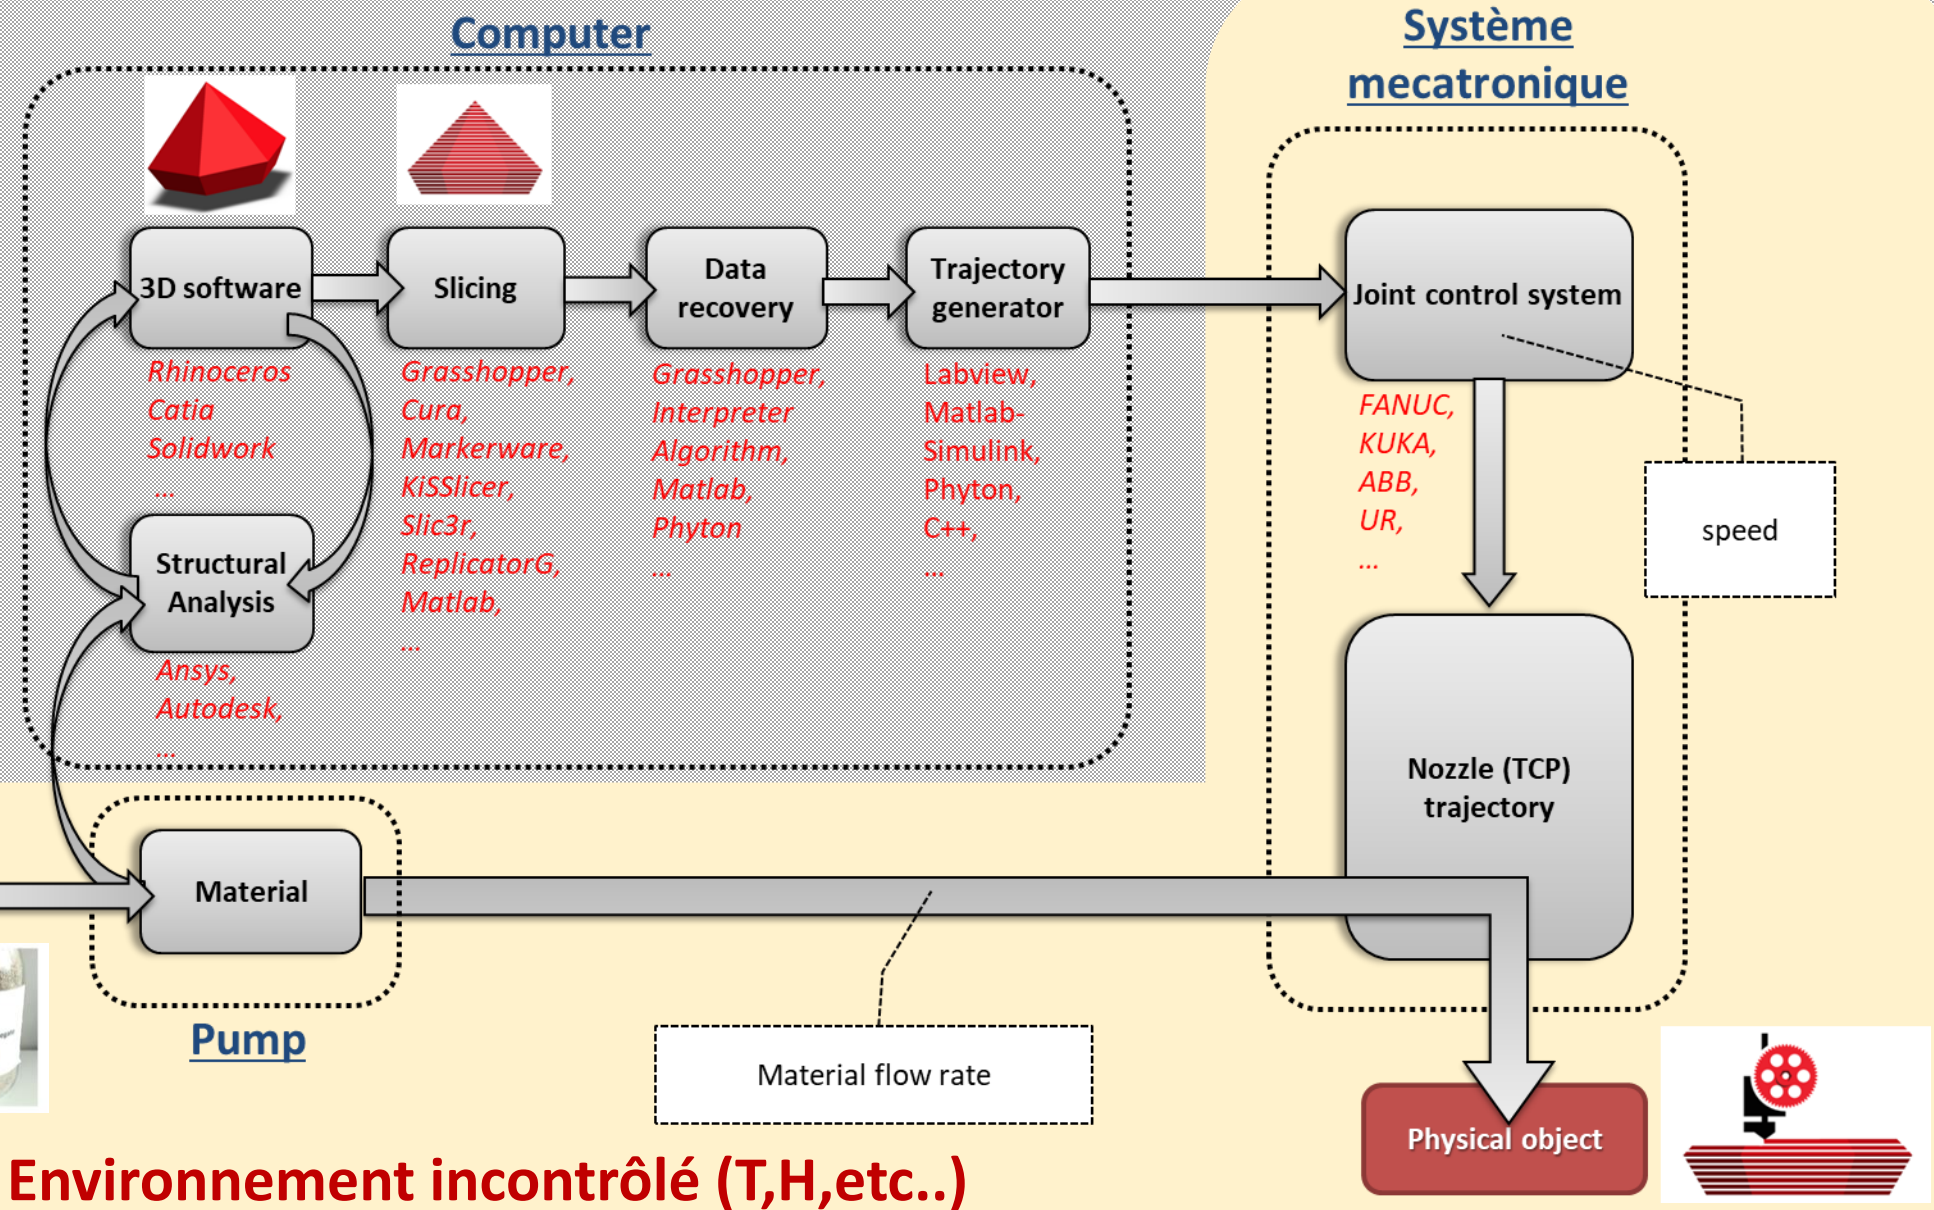 Computer
Système
mecatronique
3D software
Slicing
Data
recovery
Trajectory
generator
Joint control system
Rhinoceros
Catia
Solidwork
...
Grasshopper,
Cura,
Markerware,
KiSSlicer,
Slic3r,
ReplicatorG,
Matlab,
...
Grasshopper,
Interpreter
Algorithm,
Matlab,
Phyton
...
Labview,
Matlab-
Simulink,
Phyton,
C++,
...
FANUC,
KUKA,
ABB,
UR,
...
speed
Structural
Analysis
Ansys,
Autodesk,
...
Nozzle (TCP)
trajectory
Material
Pump
Material flow rate
Physical object
Environnement incontrôlé (T,H,etc..)